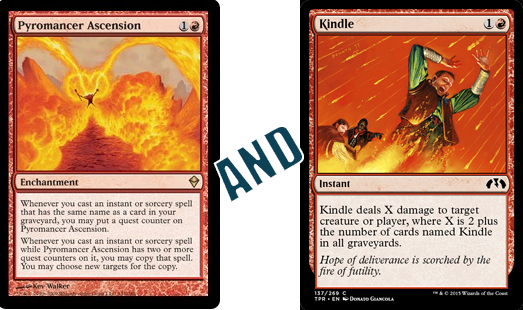 Pyromancer Ascension 1
Enchantment
Whenever you cast an instant or sorcery spell
that has the same name as a card in your
graveyard, you may put a quest counter on
Pyromancer Ascension.
Whenever you cast an instant or sorcery spell
while Pyromancer Ascension has two or more
quest counters on it, you may copy that spell.
You may choose new targets for the copy.
Kev Walker
AND
Kindle 1
Instant
Kindle deals X damage to target
creature or player, where X is 2 plus
the number of cards named Kindle
in all graveyards.
Hope of deliverance is scorched by the
fire of futility.
137/269 C
TPR • EN Donato Giancola
™ & © 2015 Wizards of the Coast